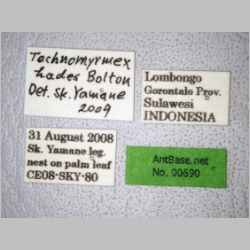 Technomyrmex
hades Bolton
Det. Sk. Yamane
2009
Lombongo
Gorontalo Prov.
Sulawesi
INDONESIA
31 August 2008
Sk. Yamane leg.
nest on palm leaf
CE08-SKY-80
AntBase.net
No. 00690